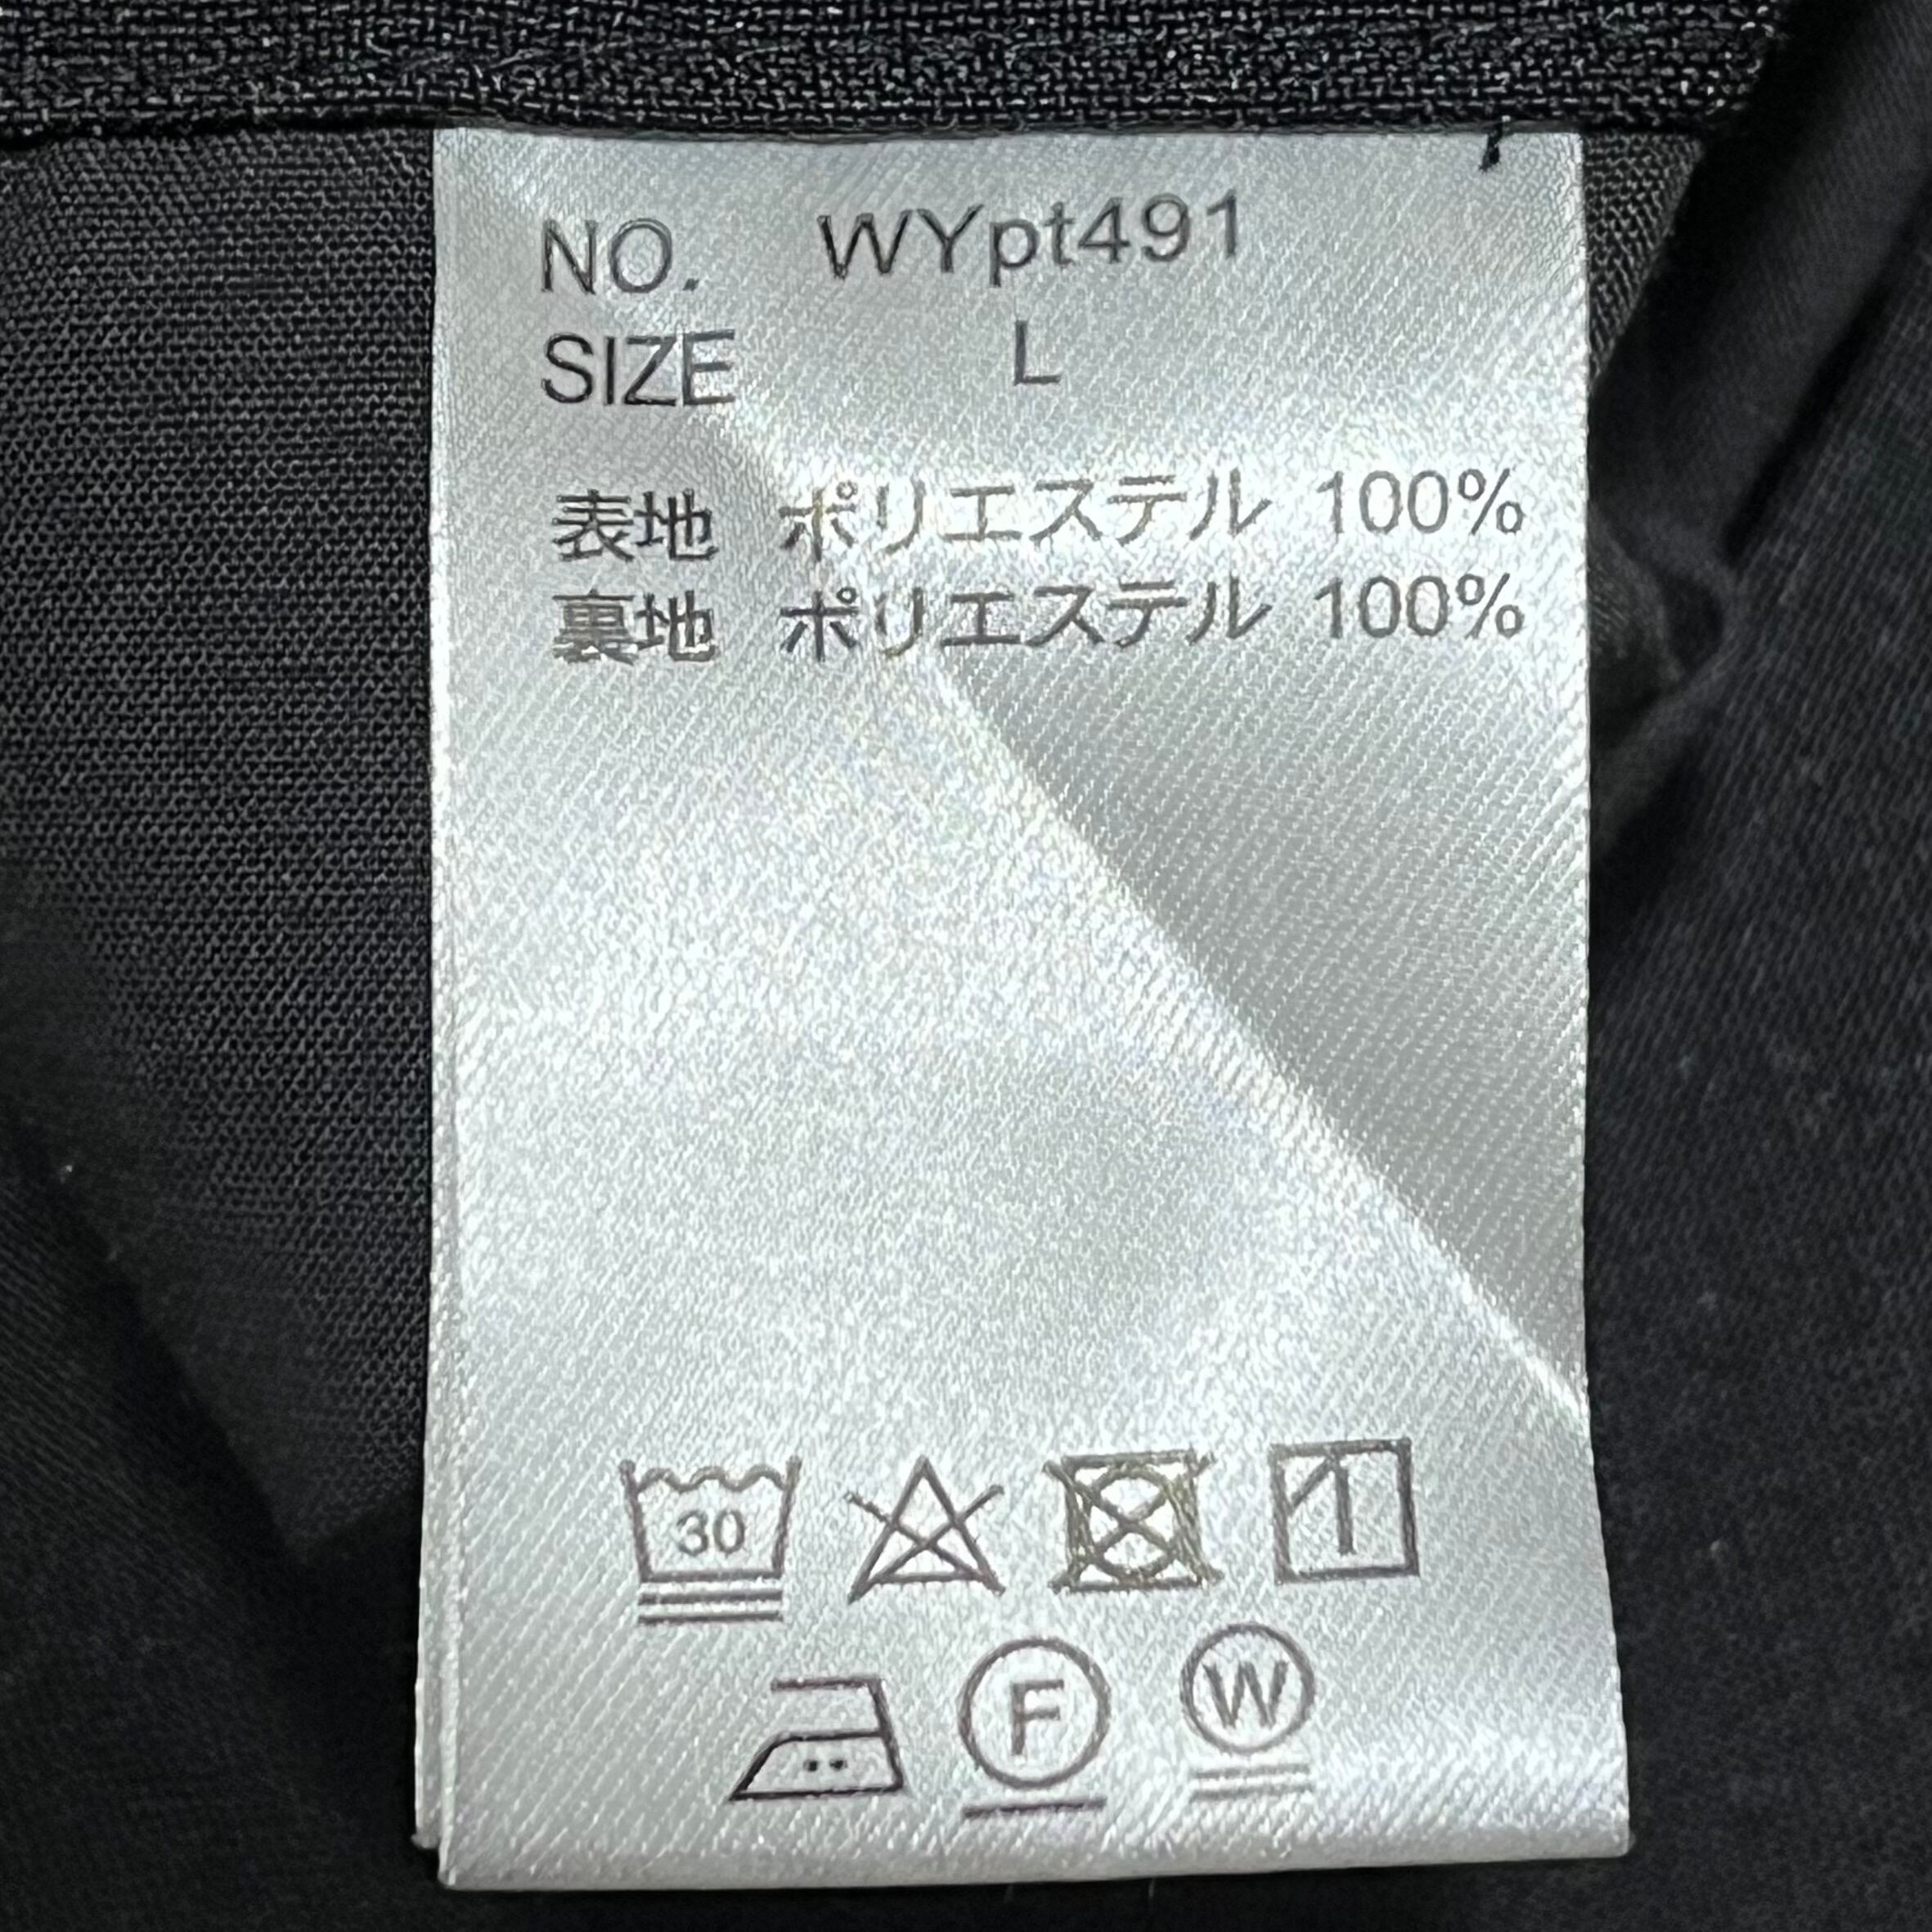 NO. WYpt491
SIZE L
表地 ポリエステル 100%
裏地 ポリエステル 100%
30
F W